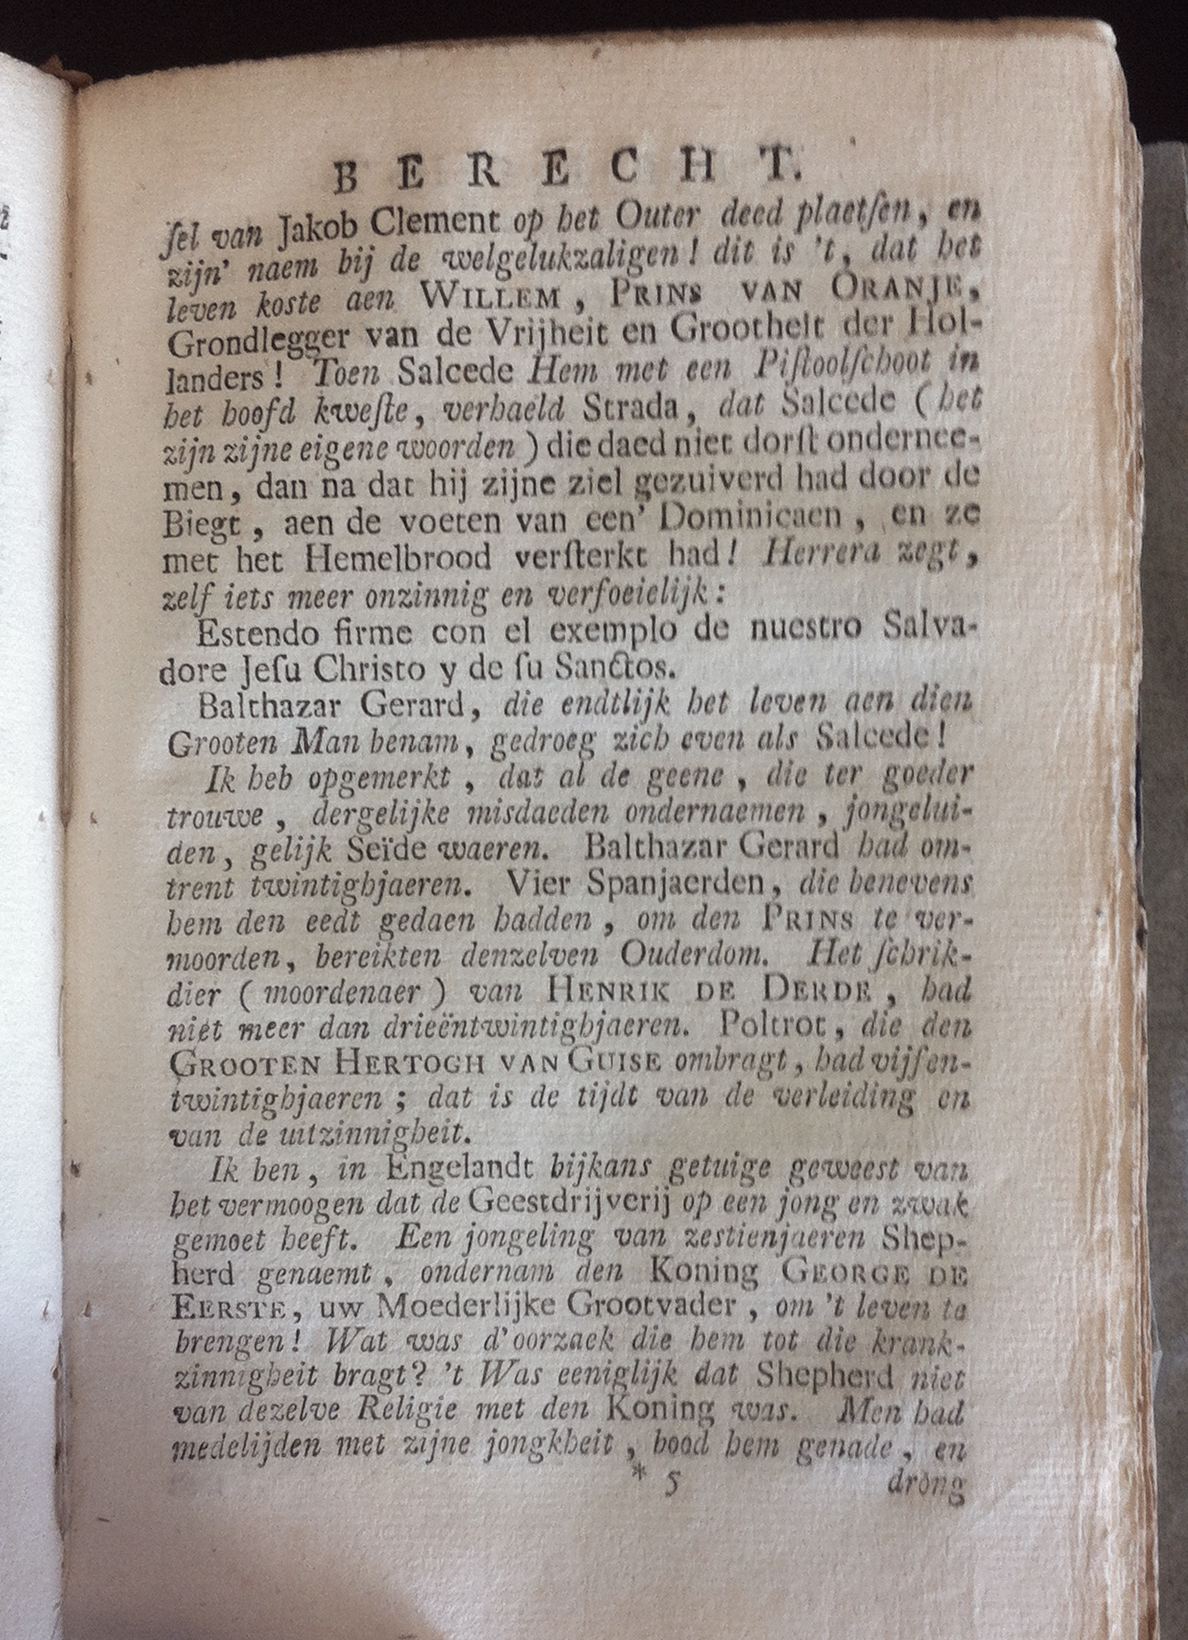 BERECHT.
ſel van Jakob Clement op het Outer deed plaetſen, en
zijn' naem bij de welgelukzaligen! dit is 't, dat het
leven koste aen WILLEM, PRINS VAN ORANJE,
Grondlegger van de Vrijheit en Grootheit der Hol-
landers! Toen Salcede Hem met een Piſtoolſchoot in
het hoofd kweſte, verhaeld Strada, dat Salcede (het
zijn zijne eigene woorden) die daed niet dorſt ondernee-
men, dan na dat hij zijne ziel gezuiverd had door de
Biegt, aen de voeten van een' Dominicaen, en ze
met het Hemelbrood verſterkt had! Herrera zegt,
zelf iets meer onzinnig en verfoeielijk:
Estendo firme con el exemplo de nuestro Salva-
dore Jeſu Christo y de ſu Sanctos.
Balthazar Gerard, die endtlijk het leven aen dien
Grooten Man benam, gedroeg zich even als Salcede!
Ik heb opgemerkt, dat al de geene, die ter goeder
trouwe, dergelijke misdaeden ondernaemen, jongelui-
den, gelijk Seïde waeren. Balthazar Gerard had om-
trent twintighjaeren. Vier Spanjaerden, die benevens
hem den eedt gedaen hadden, om den PRINS te ver-
moorden, bereikten denzelven Ouderdom. Het ſchrik-
dier (moordenaer) van HENRIK DE DERDE, had
niet meer dan drieëntwintighjaeren. Poltrot, die den
GROOTEN HERTOGH VAN GUISE ombragt, had vijfen-
twintighjaeren; dat is de tijdt van de verleiding en
van de uitzinnigheit.
Ik ben, in Engelandt bijkans getuige geweest van
het vermoogen dat de Geestdrijverij op een jong en zwak
gemoet heeft. Een jongeling van zestienjaeren Shep-
herd genaemt, ondernam den Koning GEORGE DE
EERSTE, uw Moederlijke Grootvader, om 't leven te
brengen! Wat was d'oorzaek die hem tot die krank-
zinnigheit bragt? 't Was eeniglijk dat Shepherd niet
van dezelve Religie met den Koning was. Men had
medelijden met zijne jongkheit, bood hem genade, en
* 5 drong